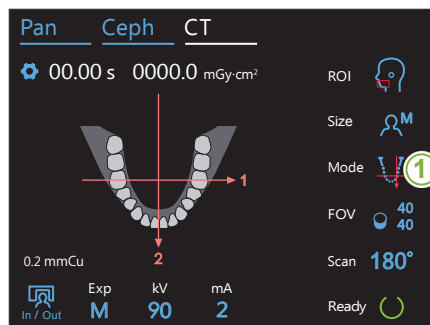 Pan Ceph CT
00.00 s 0000.0 mGy·cm²
ROI
Size M
Mode 1
1
2
FOV 40
40
0.2 mmCu
Scan 180°
Exp kV mA
In / Out M 90 2
Ready